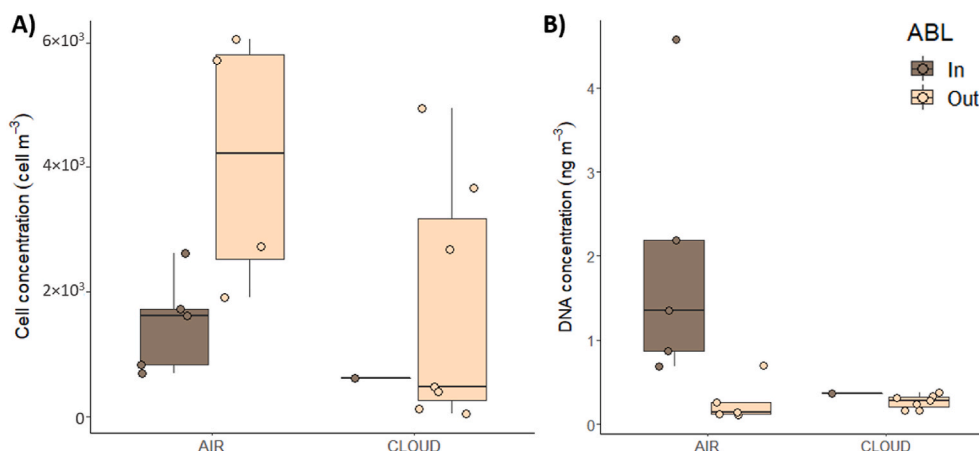 A)
Cell concentration (cell m⁻³)
6×10³
4×10³
2×10³
0
AIR
CLOUD
B)
DNA concentration (ng m⁻³)
4
3
2
1
0
AIR
CLOUD
ABL
In
Out